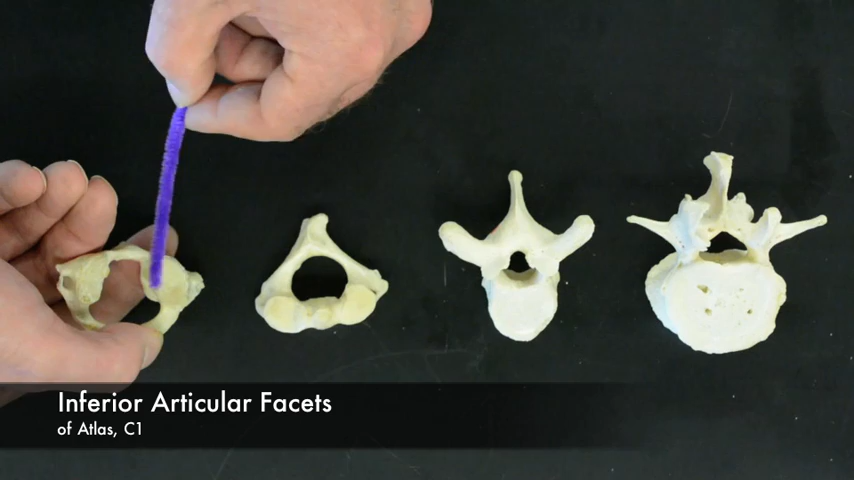 Inferior Articular Facets
of Atlas, C1